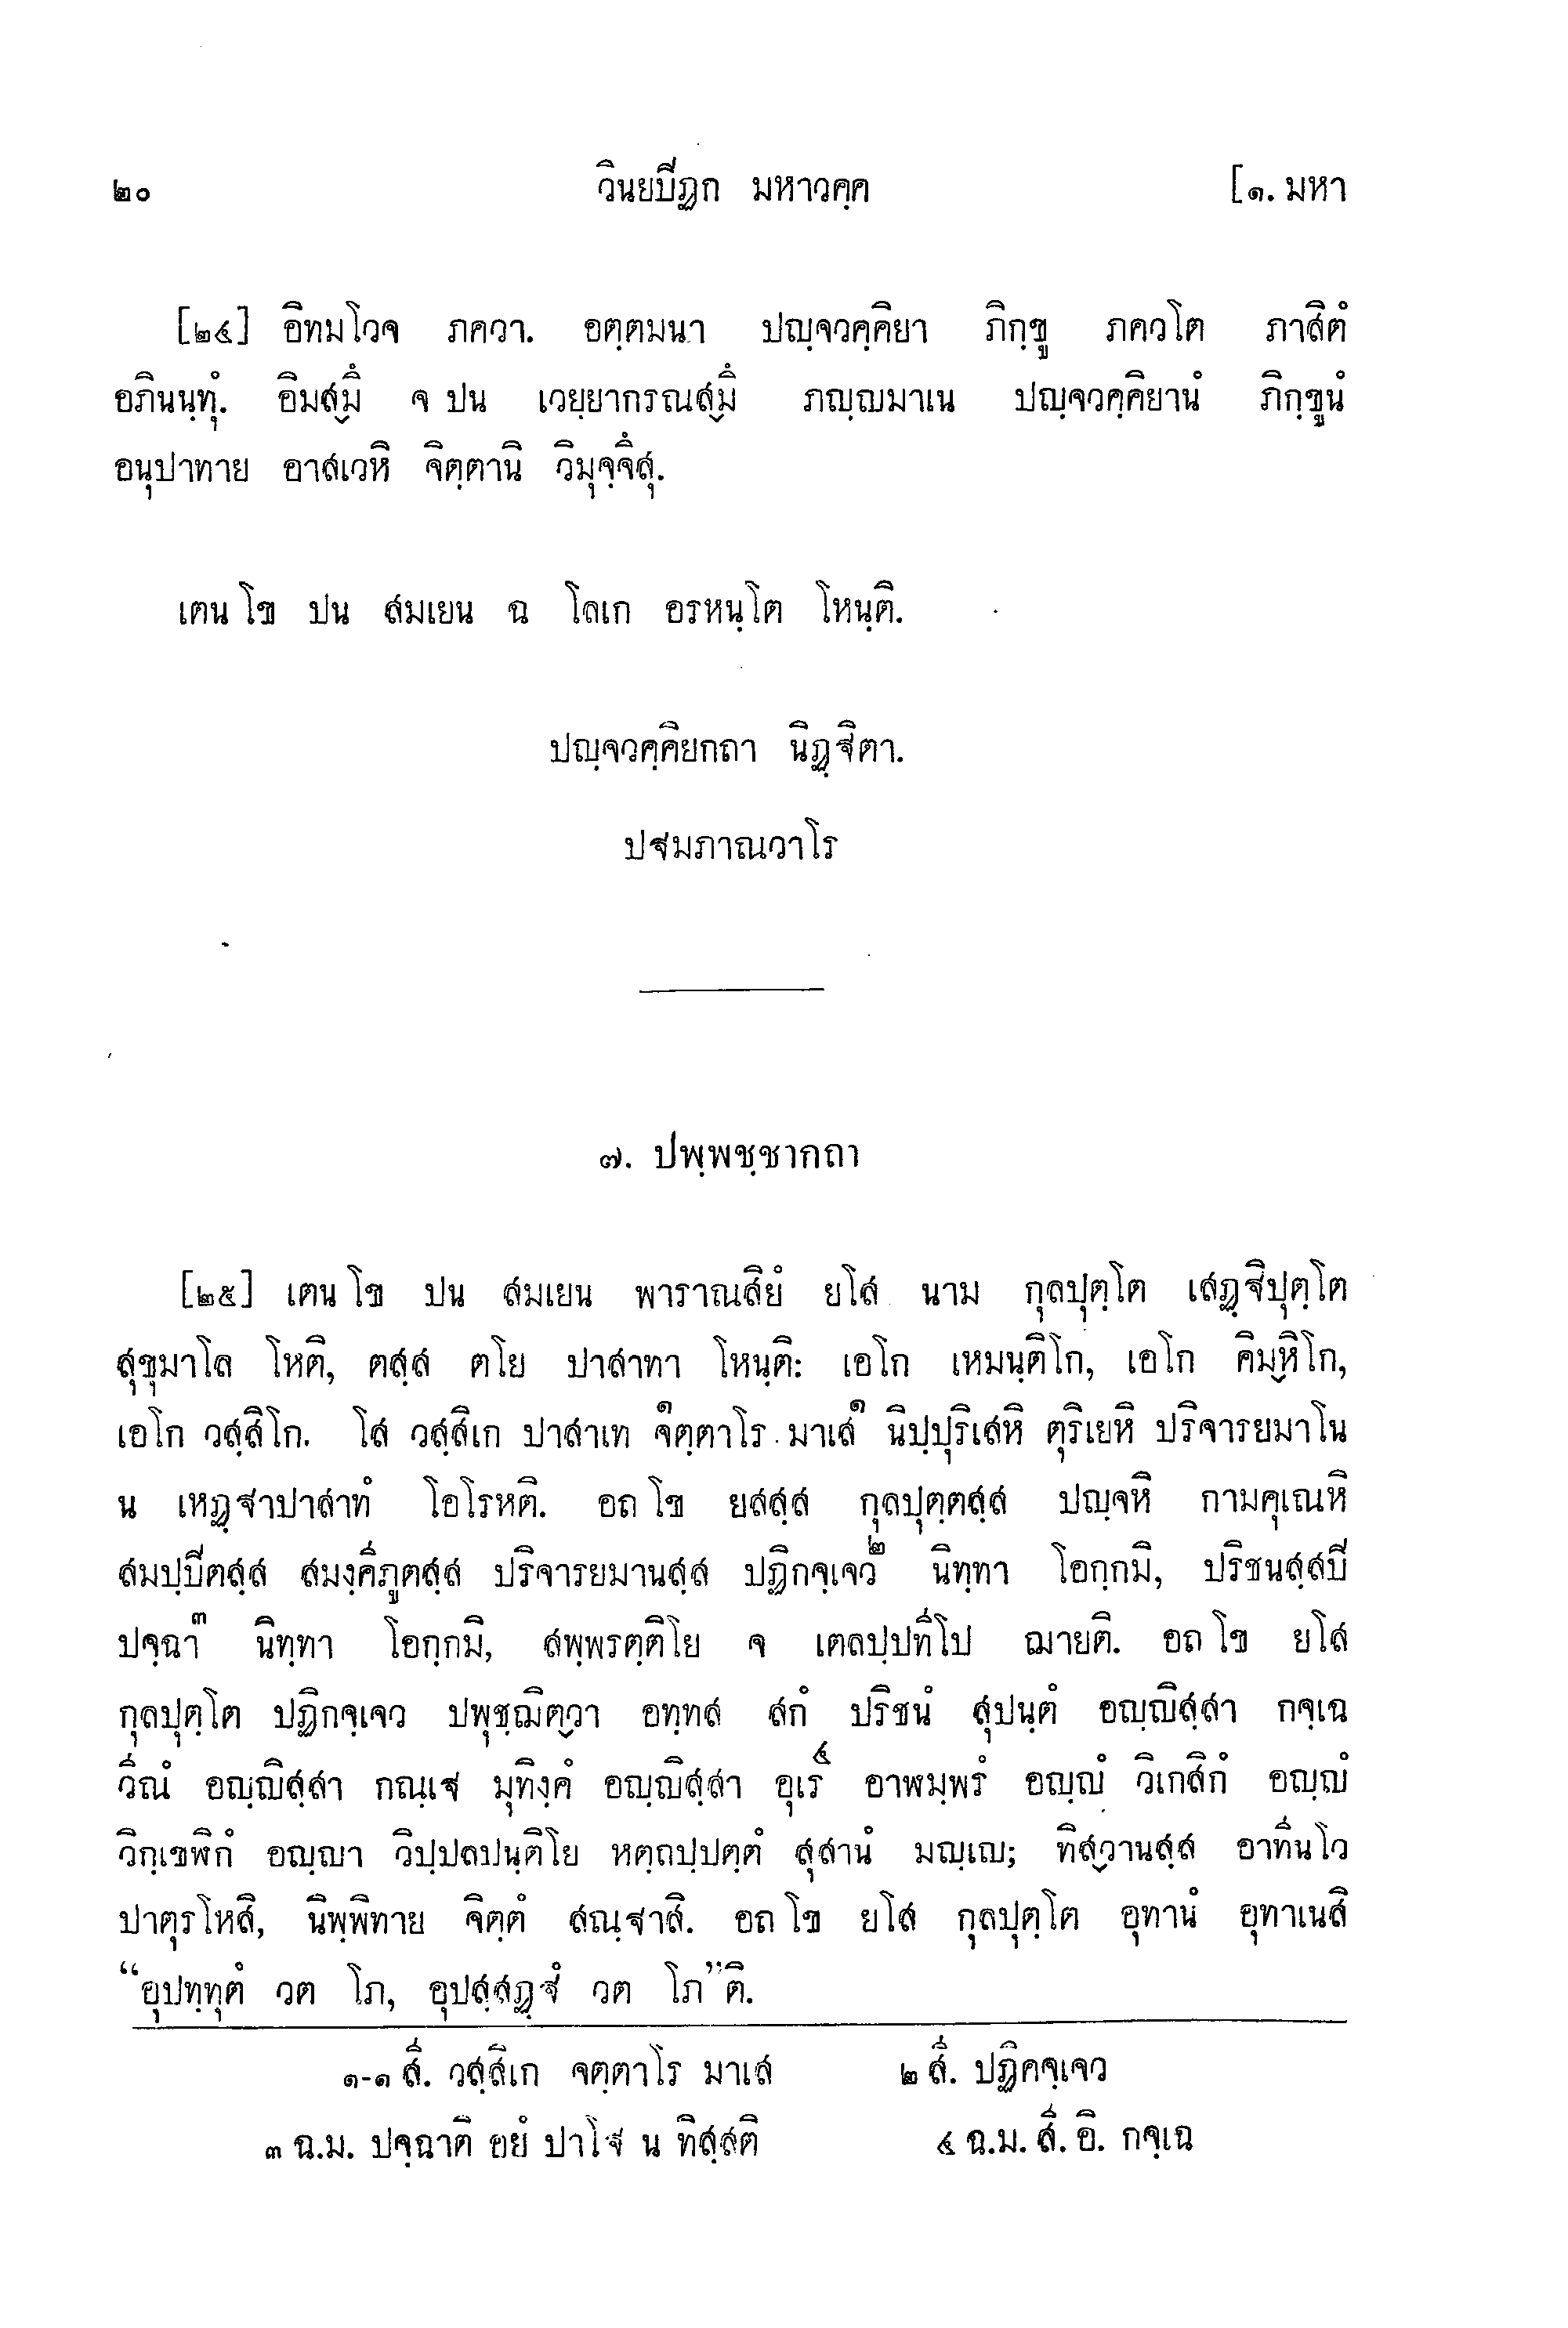 ๒๐ วินยปิฏก มหาวคฺค [๑. มหา
[๒๔] อิทมโวจ ภควา. อตฺตมนา ปญฺจวคฺคิยา ภิกฺขู ภควโต ภาสิตํ
อภินนฺทุํ. อิมสฺมึ จ ปน เวยฺยากรณสฺมึ ภญฺญมาเน ปญฺจวคฺคิยานํ ภิกฺขูนํ
อนุปาทาย อาสเวหิ จิตฺตานิ วิมุจฺจึสุ.
เตน โข ปน สมเยน ฉ โลเก อรหนฺโต โหนฺติ.
ปญฺจวคฺคิยกถา นิฏฺฐิตา.
ปฐมภาณวาโร
๗. ปพฺพชฺชากถา
[๒๕] เตน โข ปน สมเยน พาราณสิยํ ยโส นาม กุลปุตฺโต เสฏฺฐิปุตฺโต
สุขุมาโล โหติ, ตสฺส ตโย ปาสาทา โหนฺติ: เอโก เหมนฺติโก, เอโก คิมฺหิโก,
เอโก วสฺสิโก. โส วสฺสิเก ปาสาเท ๑จตฺตาโร มาเส๑ นิปฺปุริเสหิ ตุริเยหิ ปริจารยมาโน
น เหฏฺฐาปาสาทํ โอโรหติ. อถ โข ยสสฺส กุลปุตฺตสฺส ปญฺจหิ กามคุเณหิ
สมปฺปิตสฺส สมงฺคีภูตสฺส ปริจารยมานสฺส ปฏิกจฺเจว๒ นิทฺทา โอกฺกมิ, ปริชนสฺสปิ
ปจฺฉา๓ นิทฺทา โอกฺกมิ, สพฺพรตฺติโย จ เตลปฺปทีโป ฌายติ. อถ โข ยโส
กุลปุตฺโต ปฏิกจฺเจว ปพุชฺฌิตฺวา อทฺทส สกํ ปริชนํ สุปนฺตํ อญฺญิสฺสา กจฺเฉ
วีณํ อญฺญิสฺสา กณฺเฐ มุทิงฺคํ อญฺญิสฺสา อุเร๔ อาพมฺพรํ อญฺญํ วิเกสิกํ อญฺญํ
วิกฺเขพิกํ อญฺญา วิปฺปลปนฺติโย หตฺถปฺปตฺตํ สุสานํ มญฺเญ; ทิสฺวานสฺส อาทีนโว
ปาตุรโหสิ, นิพฺพิทาย จิตฺตํ สณฺฐาสิ. อถ โข ยโส กุลปุตฺโต อุทานํ อุทาเนสิ
“อุปทฺทุตํ วต โภ, อุปสฺสฏฺฐํ วต โภ”ติ.
๑-๑ สี. วสฺสิเก จตฺตาโร มาเส ๒ สี. ปฏิคจฺเจว
๓ ฉ.ม. ปจฺฉาติ อยํ ปาโฐ น ทิสฺสติ ๔ ฉ.ม. สี. อิ. กจฺเฉ